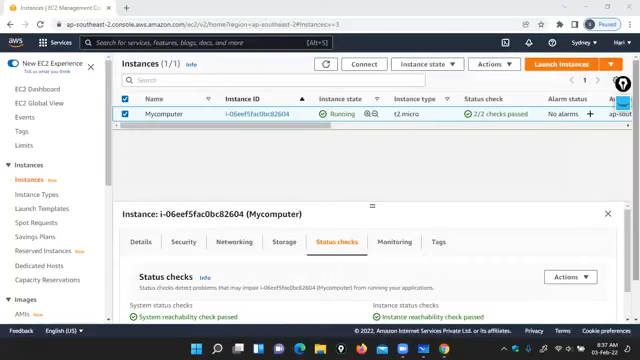 Instances | EC2 Management Con
ap-southeast-2.console.aws.amazon.com/ec2/v2/home?region=ap-southeast-2#Instances:v=3
Paused
aws
Services
Search for services, features, blogs, docs, and more
[Alt+S]
Sydney
Hari
New EC2 Experience
Tell us what you think
EC2 Dashboard
EC2 Global View
Events
Tags
Limits
Instances
Instances New
Instance Types
Launch Templates
Spot Requests
Savings Plans
Reserved Instances New
Dedicated Hosts
Capacity Reservations
Images
AMIs New
Instances (1/1) Info
Connect
Instance state
Actions
Launch Instances
Search
1
Name
Instance ID
Instance state
Instance type
Status check
Alarm status
Mycomputer
i-06eef5fac0bc82604
Running
t2.micro
2/2 checks passed
No alarms
ap-sout
Instance: i-06eef5fac0bc82604 (Mycomputer)
Details
Security
Networking
Storage
Status checks
Monitoring
Tags
Status checks Info
Actions
Status checks detect problems that may impair i-06eef5fac0bc82604 (Mycomputer) from running your applications.
System status checks
Instance status checks
System reachability check passed
Instance reachability check passed
Feedback
English (US)
© 2022, Amazon Internet Services Private Ltd. or its affiliates.
Privacy
Terms
Cookie preferences
8:37 AM
03-Feb-22